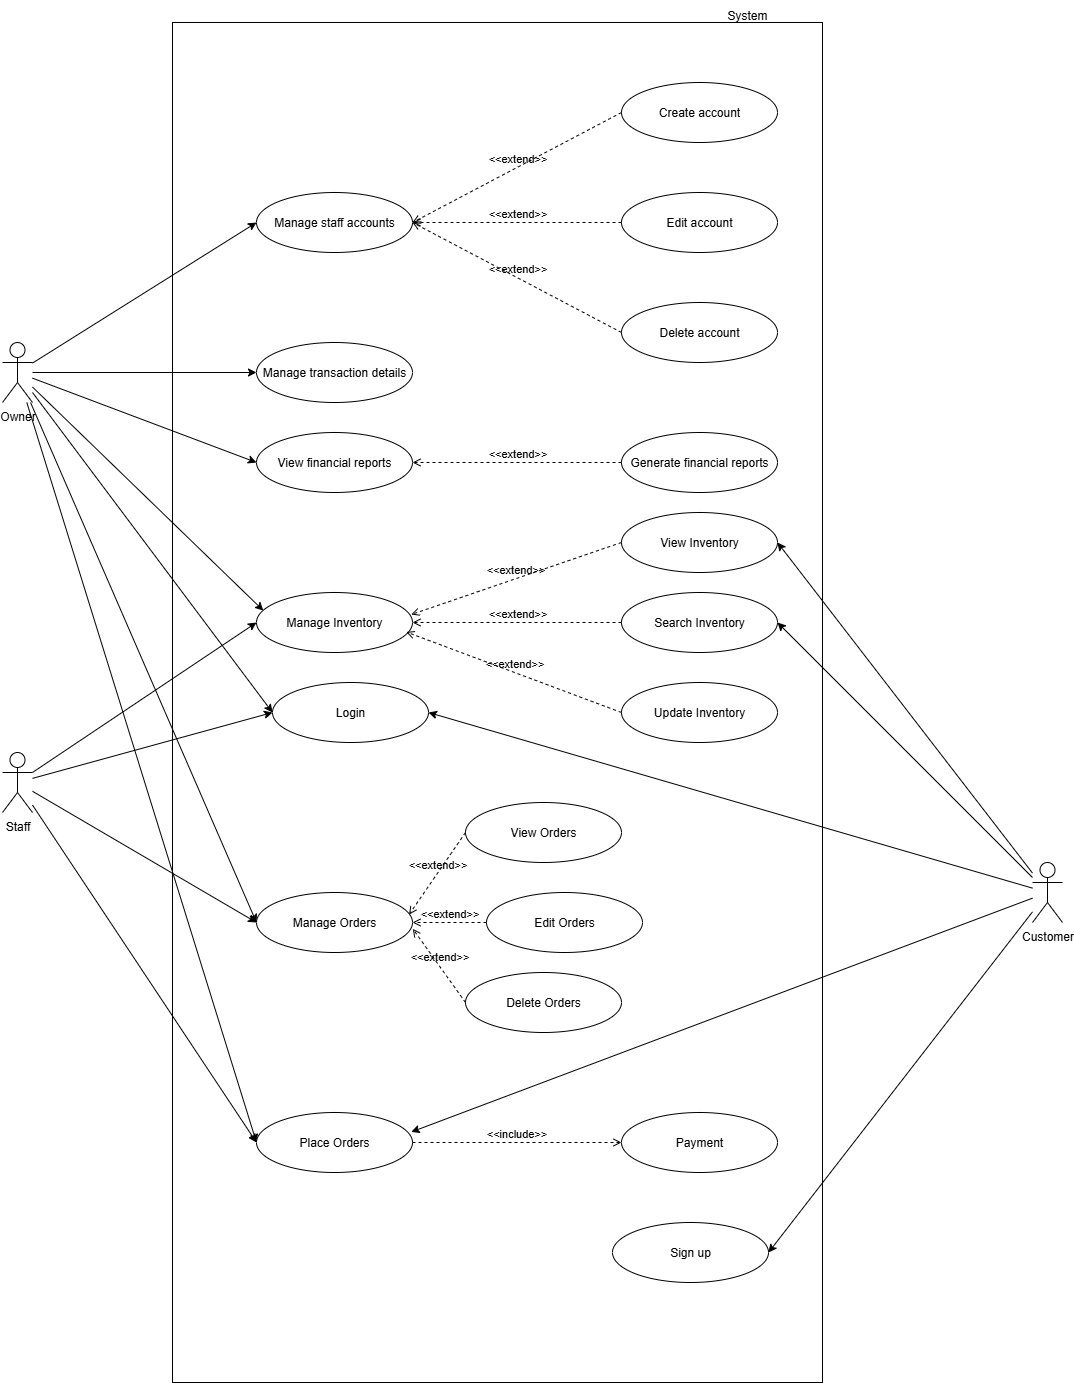 System
Create account
<<extend>>
Manage staff accounts
<<extend>>
Edit account
<<extend>>
Delete account
Owner
Manage transaction details
View financial reports
<<extend>>
Generate financial reports
View Inventory
<<extend>>
Manage Inventory
<<extend>>
Search Inventory
<<extend>>
Login
Update Inventory
Staff
View Orders
<<extend>>
Manage Orders
<<extend>>
Edit Orders
Customer
<<extend>>
Delete Orders
Place Orders
<<include>>
Payment
Sign up